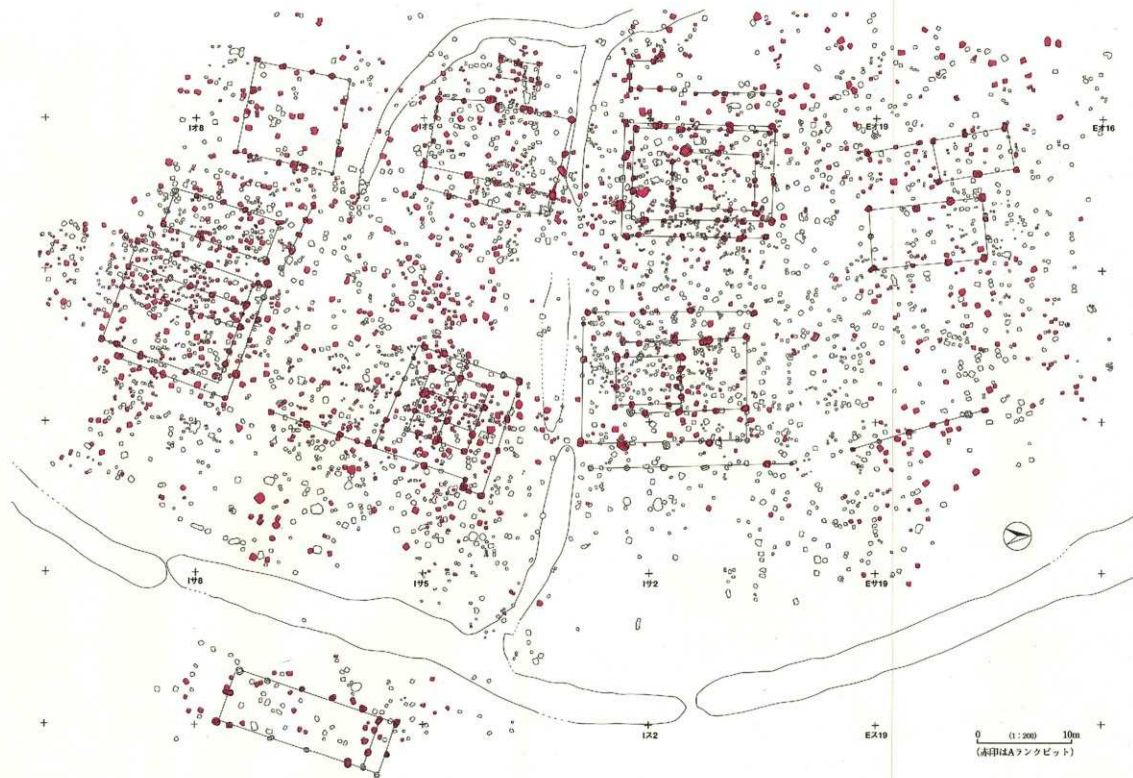 Iオ8
Iオ5
Eオ19
Eオ16
Iサ8
Iサ5
Iサ2
Eサ19
Iス2
Eス19
0 (1:200) 10m
(赤印はAランクピット)